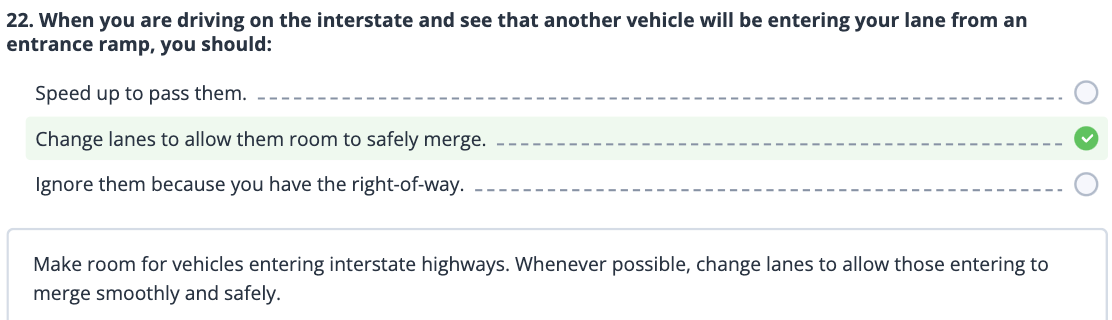 22. When you are driving on the interstate and see that another vehicle will be entering your lane from an
entrance ramp, you should:
Speed up to pass them.
Change lanes to allow them room to safely merge.
Ignore them because you have the right-of-way.
Make room for vehicles entering interstate highways. Whenever possible, change lanes to allow those entering to
merge smoothly and safely.